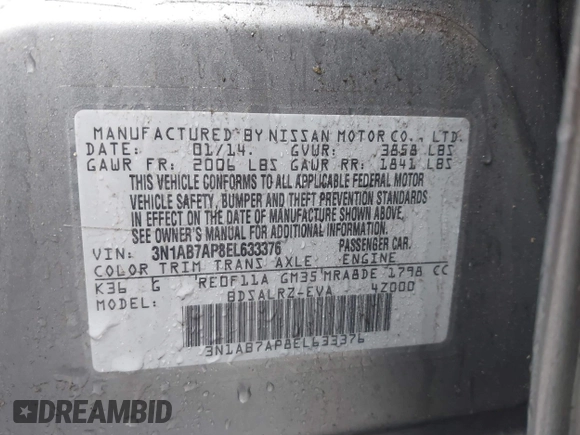 MANUFACTURED BY NISSAN MOTOR CO., LTD.
DATE: 01/14. GVWR: 3858 LBS
GAWR FR: 2006 LBS GAWR RR: 1841 LBS
THIS VEHICLE CONFORMS TO ALL APPLICABLE FEDERAL MOTOR
VEHICLE SAFETY, BUMPER AND THEFT PREVENTION STANDARDS
IN EFFECT ON THE DATE OF MANUFACTURE SHOWN ABOVE.
SEE OWNER'S MANUAL FOR ADDITIONAL INFORMATION.
VIN: 3N1AB7AP8EL633376 PASSENGER CAR.
COLOR TRIM TRANS AXLE ENGINE
K36 G RE0F11A GM35 MRA8DE 1798 CC
MODEL: BDSALRZ-EVA 4Z000
3N1AB7AP8EL633376
DREAMBID